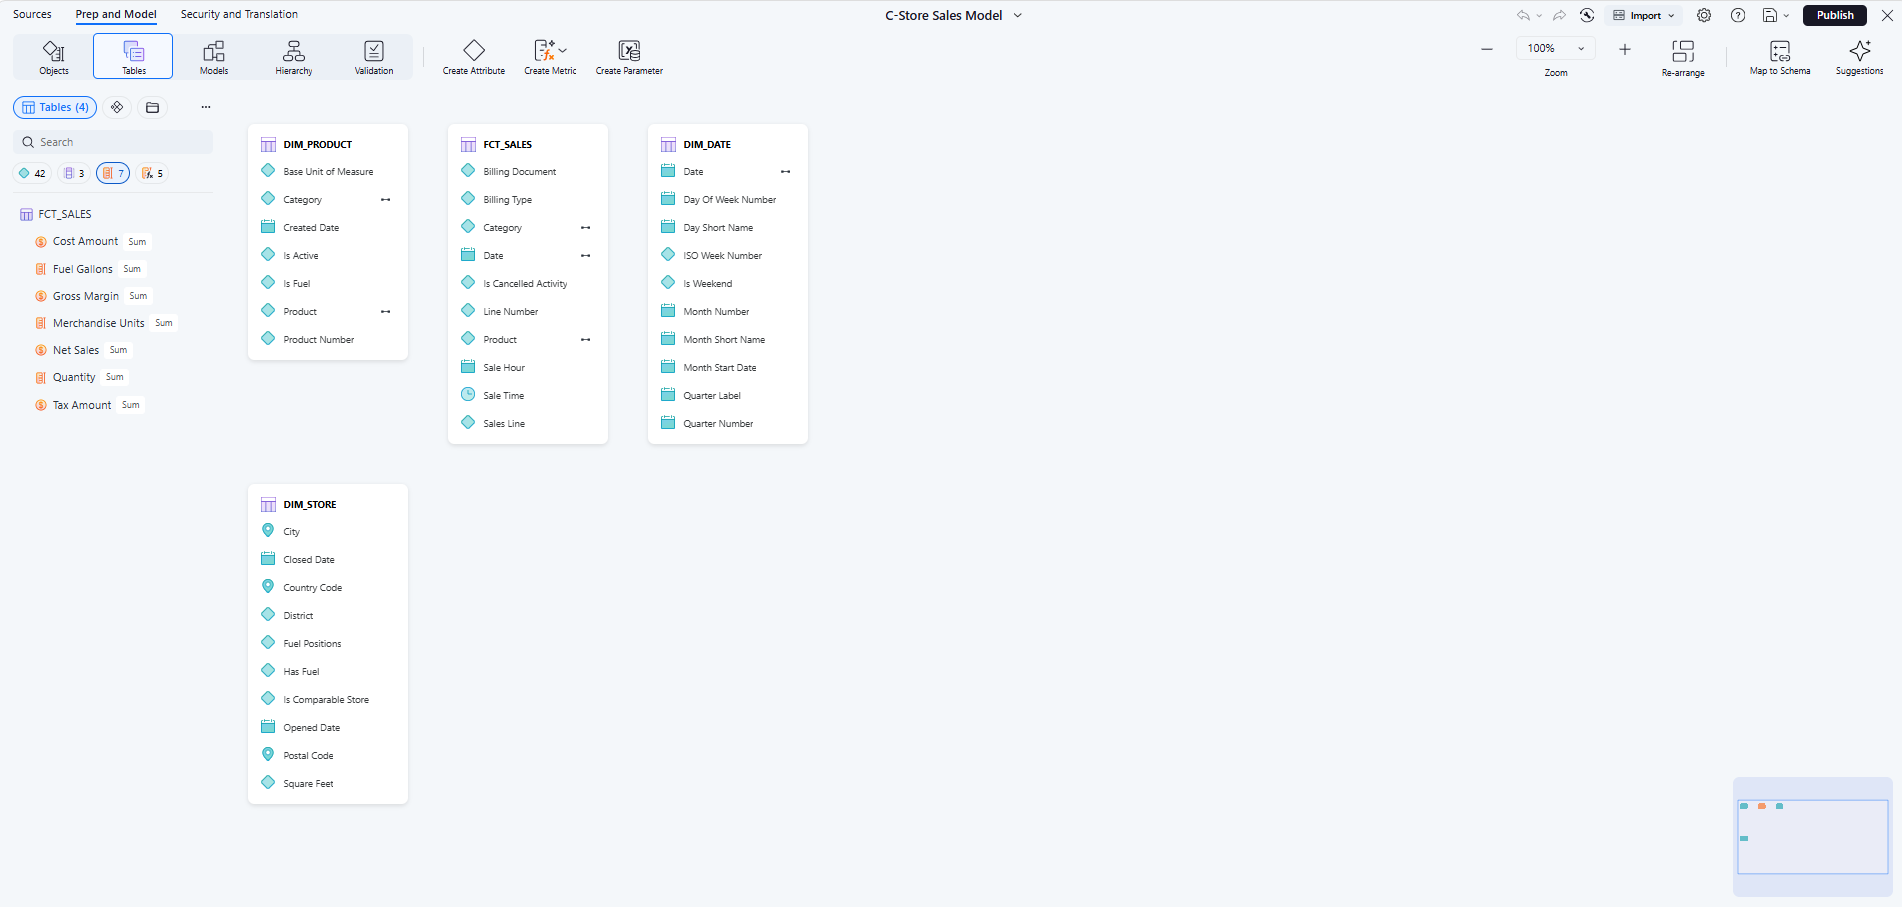 Sources
Prep and Model
Security and Translation
C-Store Sales Model
Import
Publish
Objects
Tables
Models
Hierarchy
Validation
Create Attribute
Create Metric
Create Parameter
100%
Zoom
Re-arrange
Map to Schema
Suggestions
Tables (4)
Search
42
3
7
5
FCT_SALES
Cost Amount Sum
Fuel Gallons Sum
Gross Margin Sum
Merchandise Units Sum
Net Sales Sum
Quantity Sum
Tax Amount Sum
DIM_PRODUCT
Base Unit of Measure
Category
Created Date
Is Active
Is Fuel
Product
Product Number
FCT_SALES
Billing Document
Billing Type
Category
Date
Is Cancelled Activity
Line Number
Product
Sale Hour
Sale Time
Sales Line
DIM_DATE
Date
Day Of Week Number
Day Short Name
ISO Week Number
Is Weekend
Month Number
Month Short Name
Month Start Date
Quarter Label
Quarter Number
DIM_STORE
City
Closed Date
Country Code
District
Fuel Positions
Has Fuel
Is Comparable Store
Opened Date
Postal Code
Square Feet